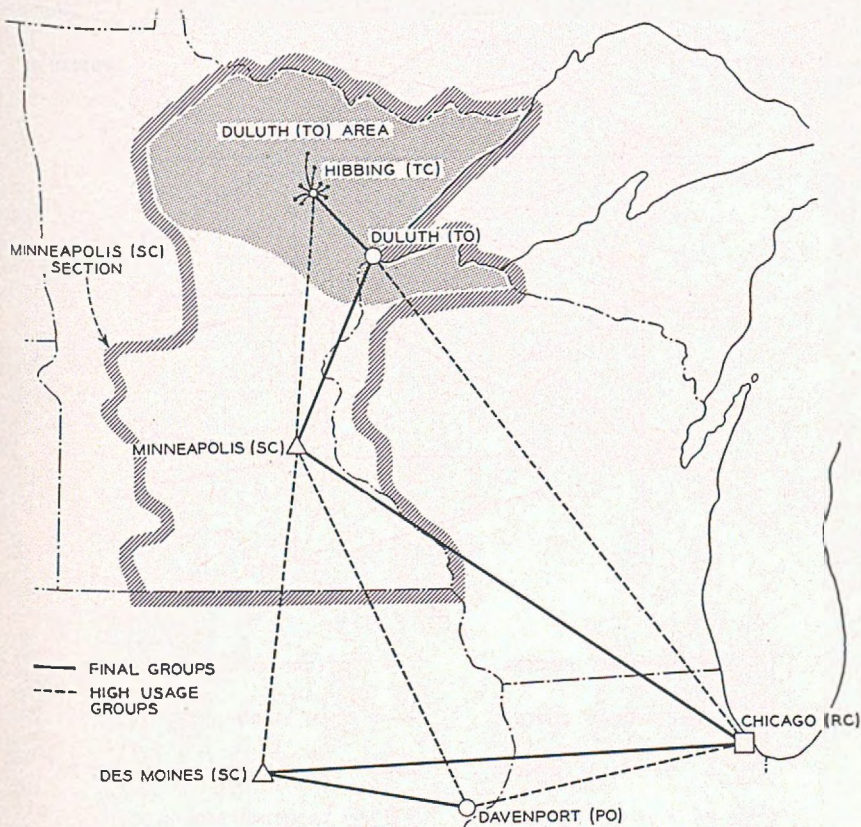 DULUTH (TO) AREA
HIBBING (TC)
DULUTH (TO)
MINNEAPOLIS (SC)
SECTION
MINNEAPOLIS (SC)
FINAL GROUPS
HIGH USAGE
GROUPS
CHICAGO (RC)
DES MOINES (SC)
DAVENPORT (PO)